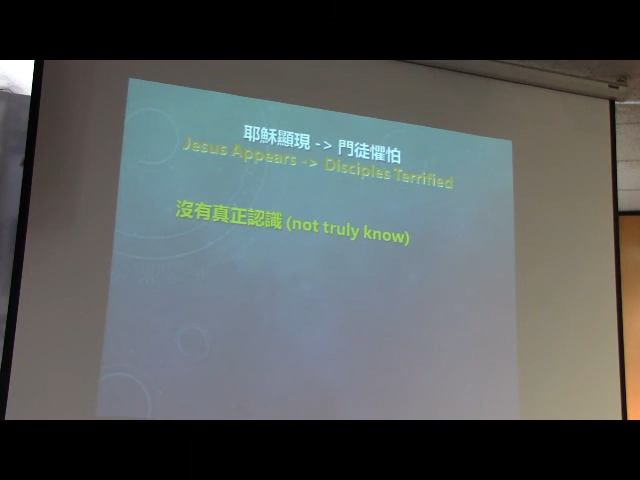 耶穌顯現 -> 門徒懼怕
Jesus Appears -> Disciples Terrified
沒有真正認識 (not truly know)